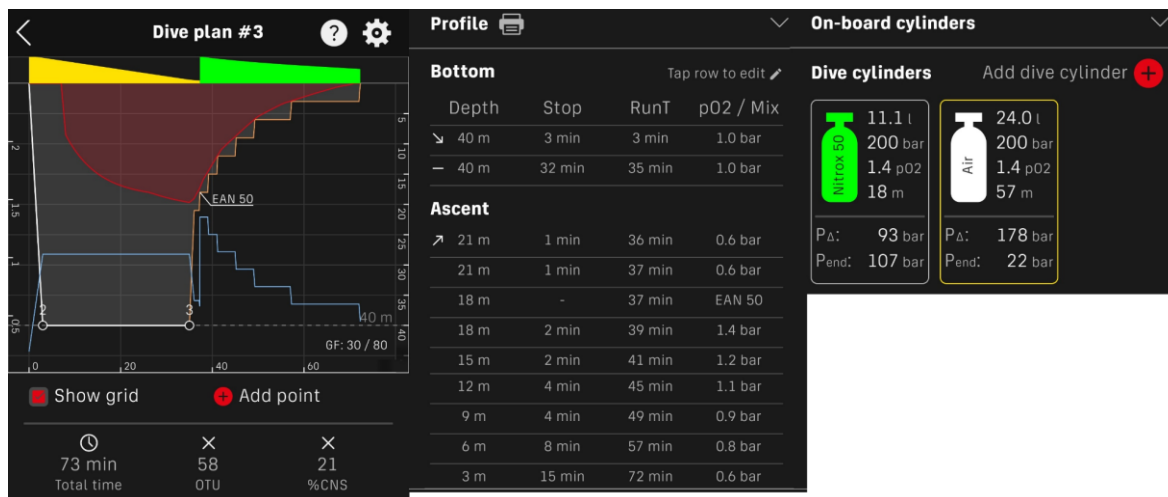 Dive plan #3
?
5
10
15
20
25
30
35
40
2
1.5
1
0.5
EAN 50
2
3
40 m
GF: 30 / 80
0
20
40
60
Show grid
Add point
73 min
58
21
Total time
OTU
%CNS
Profile
Bottom
Tap row to edit
Depth Stop RunT pO2 / Mix
40 m 3 min 3 min 1.0 bar
40 m 32 min 35 min 1.0 bar
Ascent
21 m 1 min 36 min 0.6 bar
21 m 1 min 37 min 0.6 bar
18 m - 37 min EAN 50
18 m 2 min 39 min 1.4 bar
15 m 2 min 41 min 1.2 bar
12 m 4 min 45 min 1.1 bar
9 m 4 min 49 min 0.9 bar
6 m 8 min 57 min 0.8 bar
3 m 15 min 72 min 0.6 bar
On-board cylinders
Dive cylinders
Add dive cylinder
Nitrox 50
11.1 l
200 bar
1.4 pO2
18 m
P∆: 93 bar
Pend: 107 bar
Air
24.0 l
200 bar
1.4 pO2
57 m
P∆: 178 bar
Pend: 22 bar